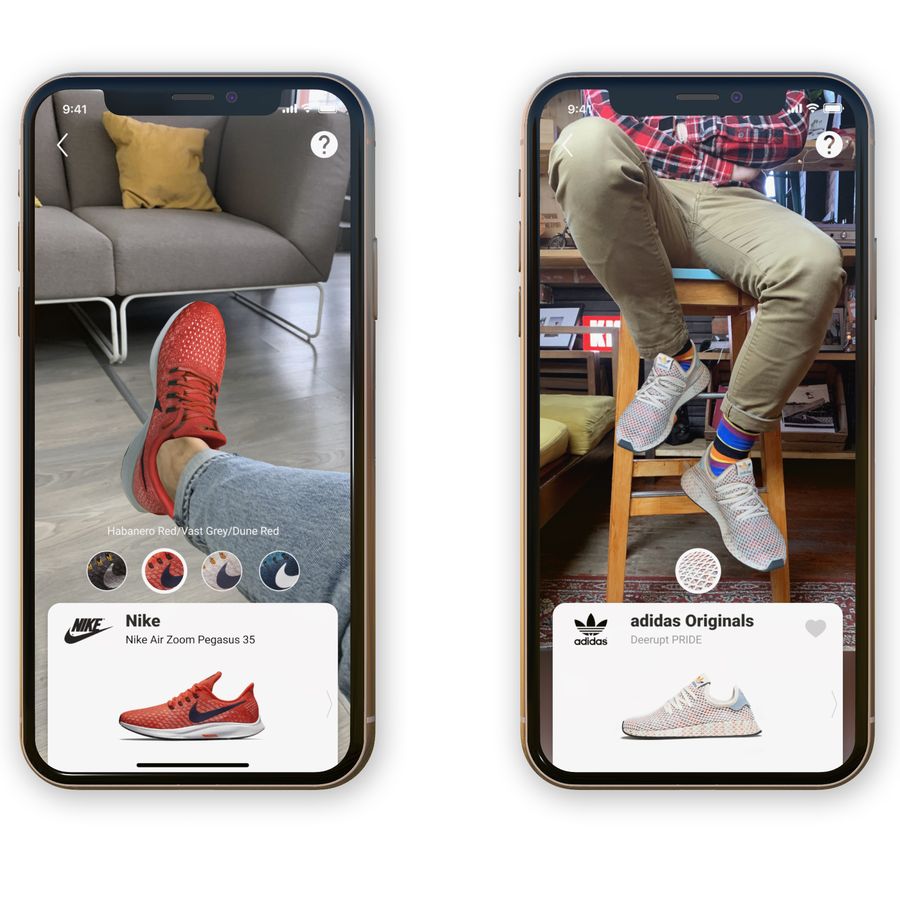 9:41
?
Habanero Red/Vast Grey/Dune Red
NIKE
Nike
Nike Air Zoom Pegasus 35
9:41
?
adidas
adidas Originals
Deerupt PRIDE